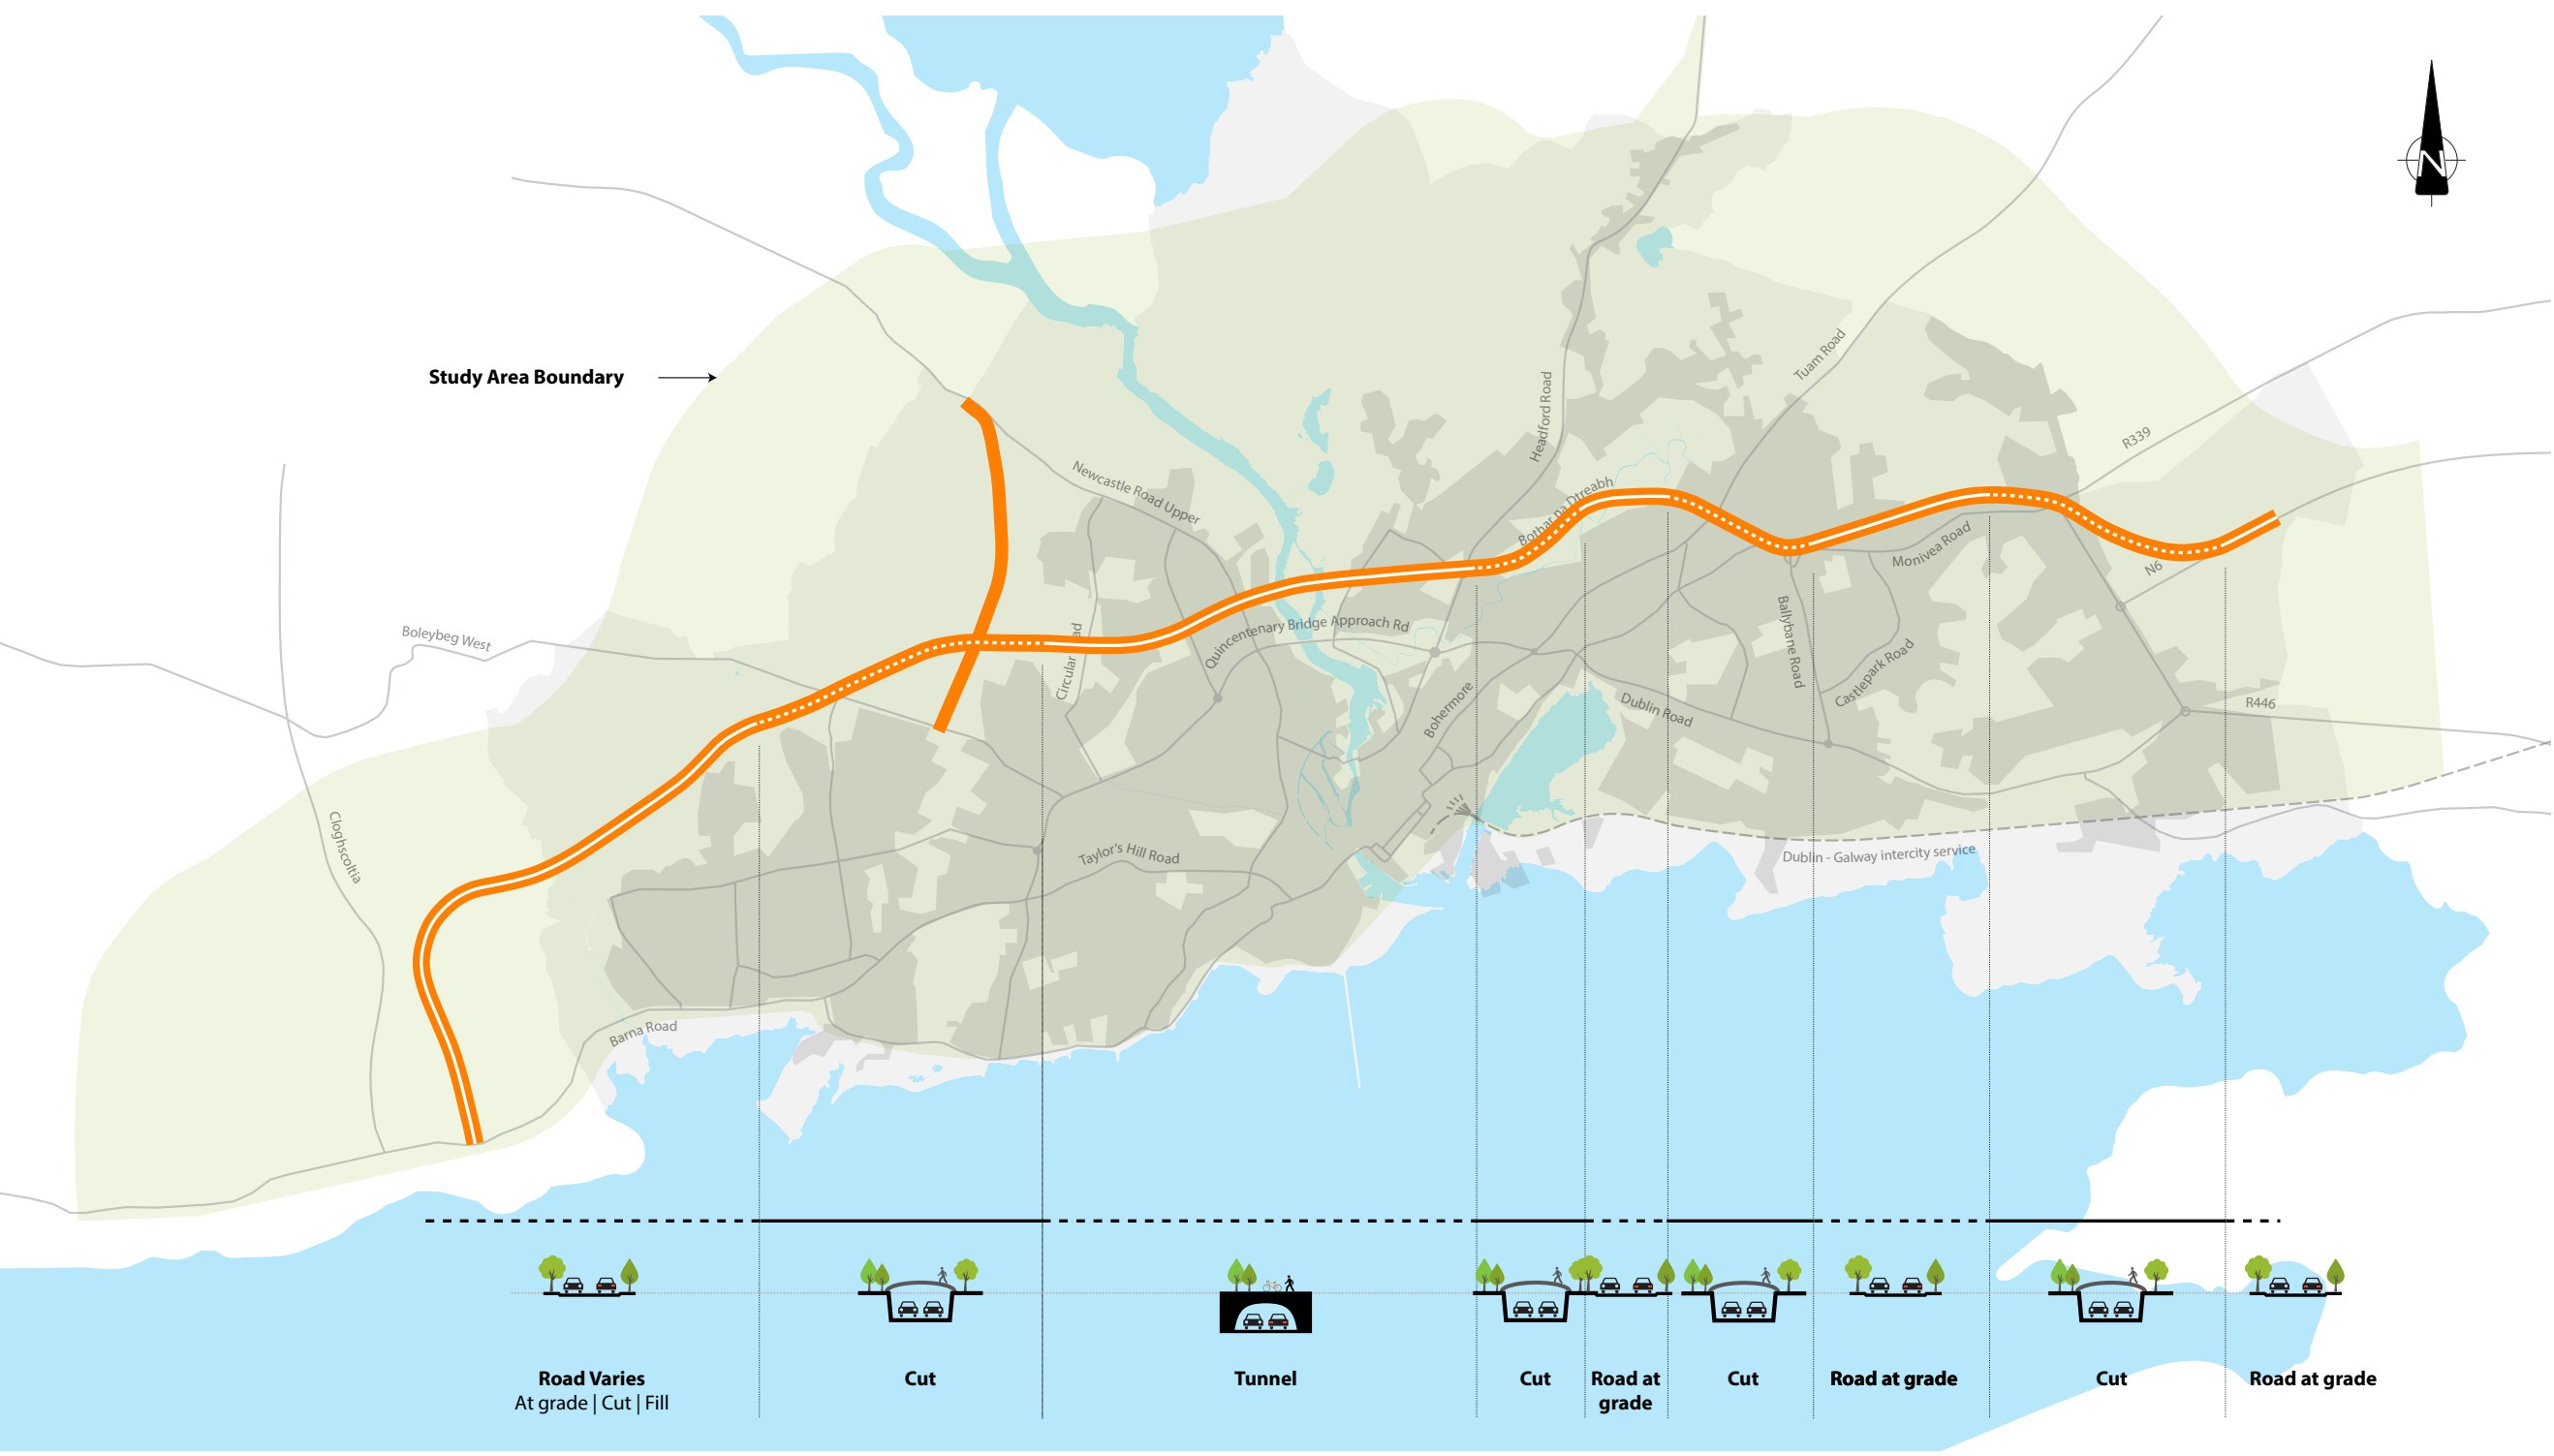 N
Study Area Boundary
Headford Road
Tuam Road
R339
Newcastle Road Upper
Bothar na Dtreabh
Monivea Road
N6
Boleybeg West
Quincentenary Bridge Approach Rd
Ballybane Road
Castlepark Road
Bohermore
Dublin Road
R446
Cloghscoltia
Taylor's Hill Road
Dublin - Galway intercity service
Barna Road
Road Varies
At grade | Cut | Fill
Cut
Tunnel
Cut
Road at
grade
Cut
Road at grade
Cut
Road at grade
Circular